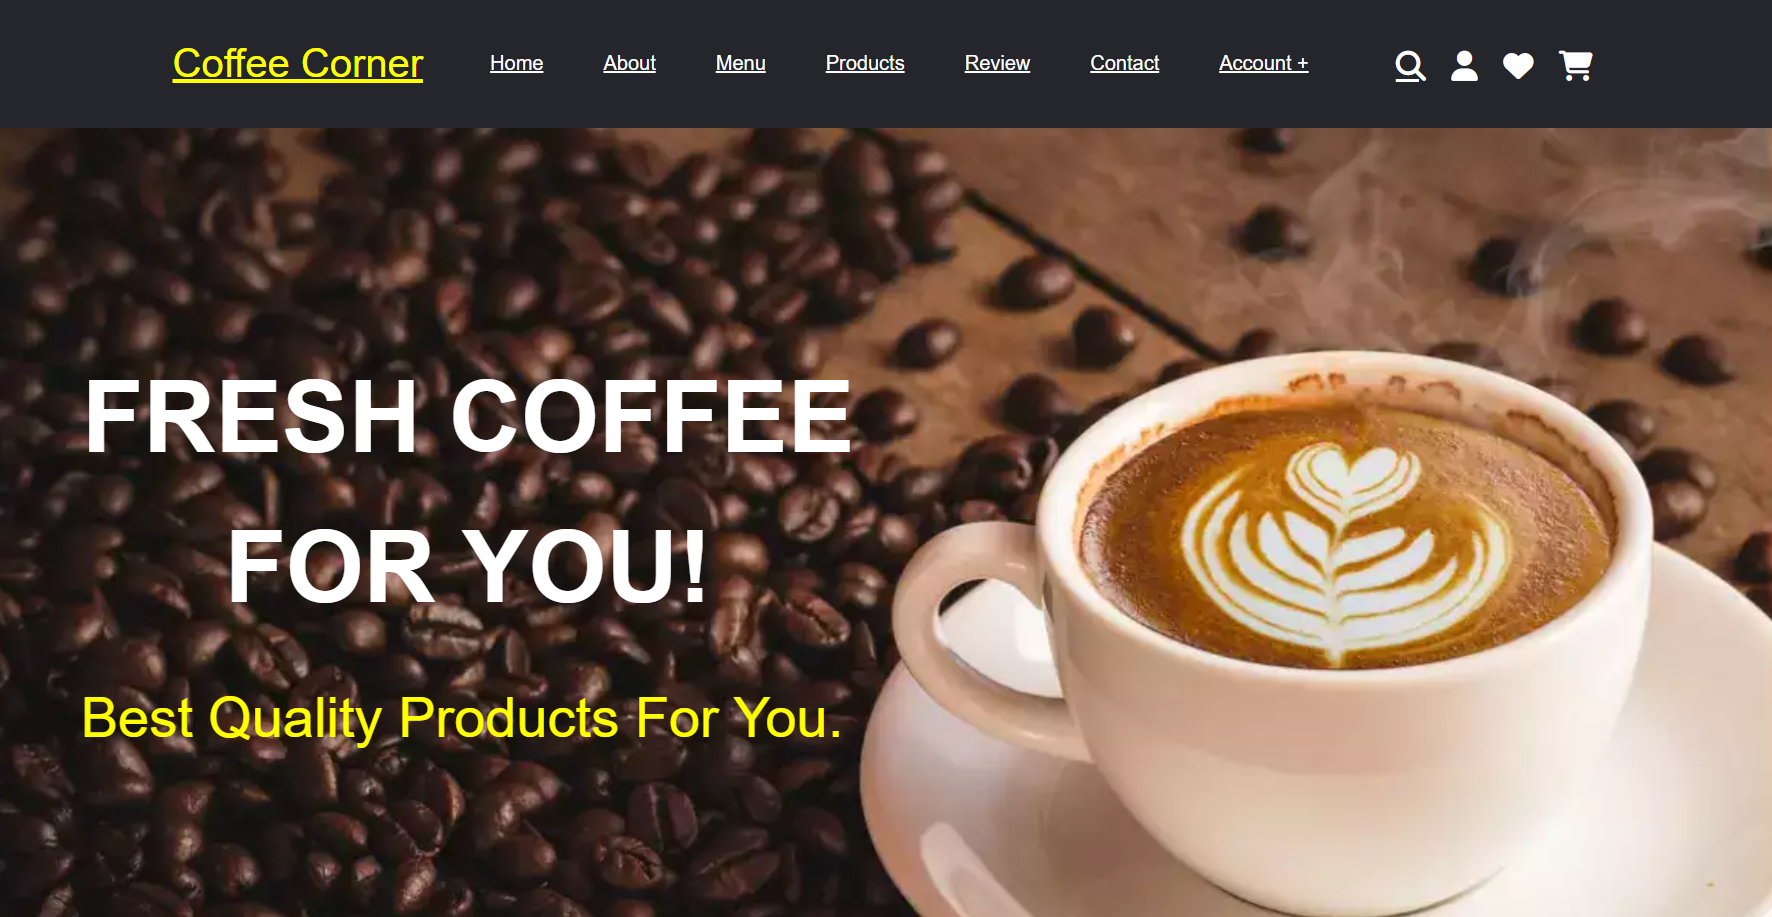 Coffee Corner Home About Menu Products Review Contact Account +
FRESH COFFEE
FOR YOU!
Best Quality Products For You.